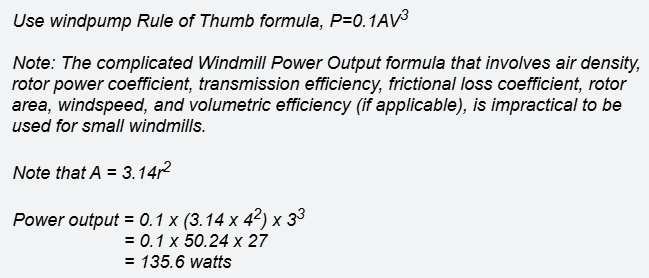 Use windpump Rule of Thumb formula, P=0.1AV³
Note: The complicated Windmill Power Output formula that involves air density,
rotor power coefficient, transmission efficiency, frictional loss coefficient, rotor
area, windspeed, and volumetric efficiency (if applicable), is impractical to be
used for small windmills.
Note that A = 3.14r²
Power output = 0.1 x (3.14 x 4²) x 3³
= 0.1 x 50.24 x 27
= 135.6 watts